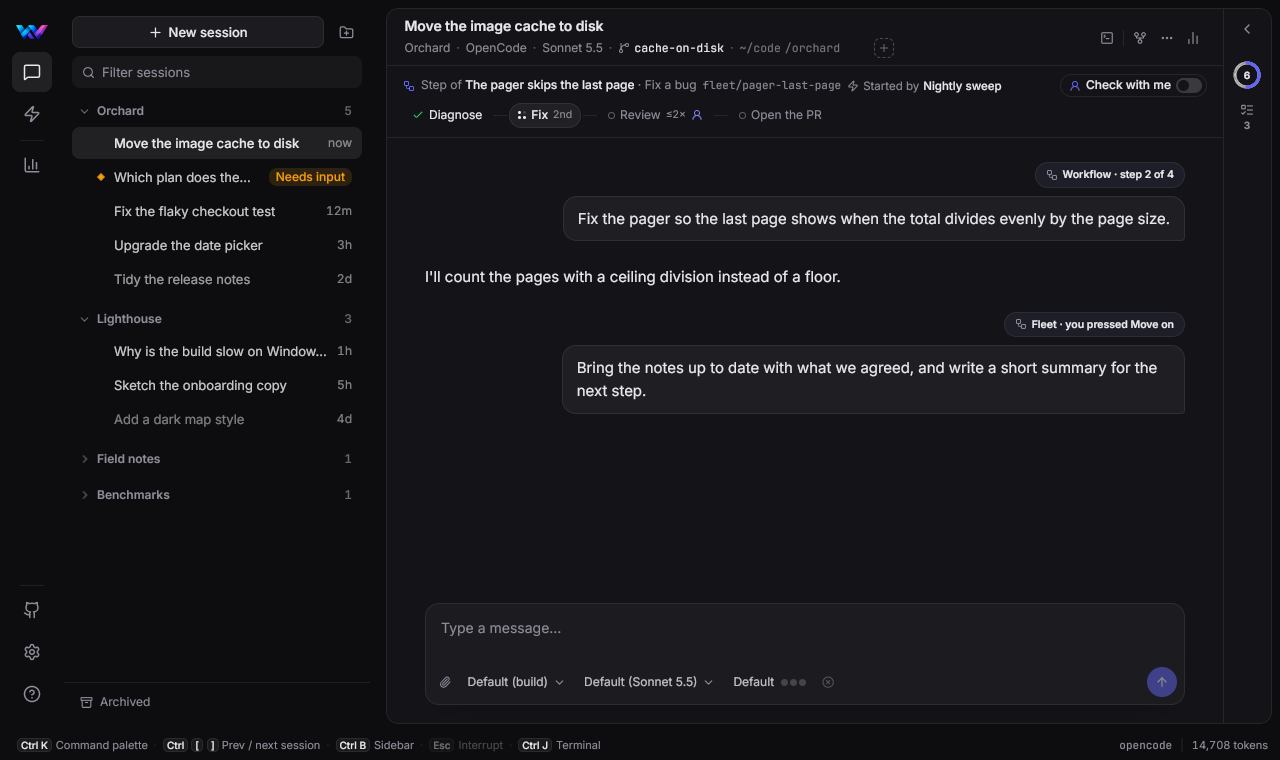 New session
Filter sessions
Orchard 5
Move the image cache to disk now
Which plan does the... Needs input
Fix the flaky checkout test 12m
Upgrade the date picker 3h
Tidy the release notes 2d
Lighthouse 3
Why is the build slow on Window... 1h
Sketch the onboarding copy 5h
Add a dark map style 4d
Field notes 1
Benchmarks 1
Archived
Move the image cache to disk
Orchard · OpenCode · Sonnet 5.5 · cache-on-disk · ~/code /orchard
Step of The pager skips the last page · Fix a bug fleet/pager-last-page Started by Nightly sweep
Check with me
Diagnose Fix 2nd Review ≤2× Open the PR
6
3
Workflow · step 2 of 4
Fix the pager so the last page shows when the total divides evenly by the page size.
I'll count the pages with a ceiling division instead of a floor.
Fleet · you pressed Move on
Bring the notes up to date with what we agreed, and write a short summary for the
next step.
Type a message...
Default (build) Default (Sonnet 5.5) Default
Ctrl K Command palette · Ctrl [ ] Prev / next session · Ctrl B Sidebar · Esc Interrupt · Ctrl J Terminal
opencode 14,708 tokens